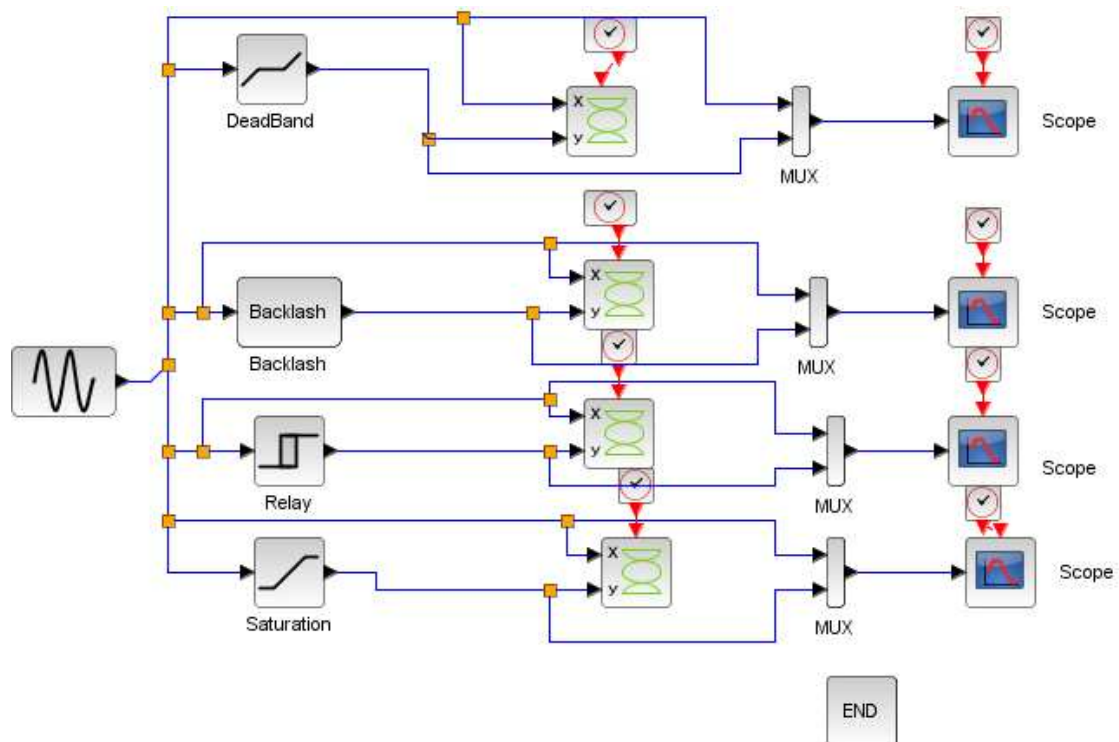 X
Y
DeadBand
Scope
MUX
X
Backlash
Y
Scope
Backlash
MUX
X
Y
Scope
Relay
MUX
X
Y
Scope
Saturation
MUX
END